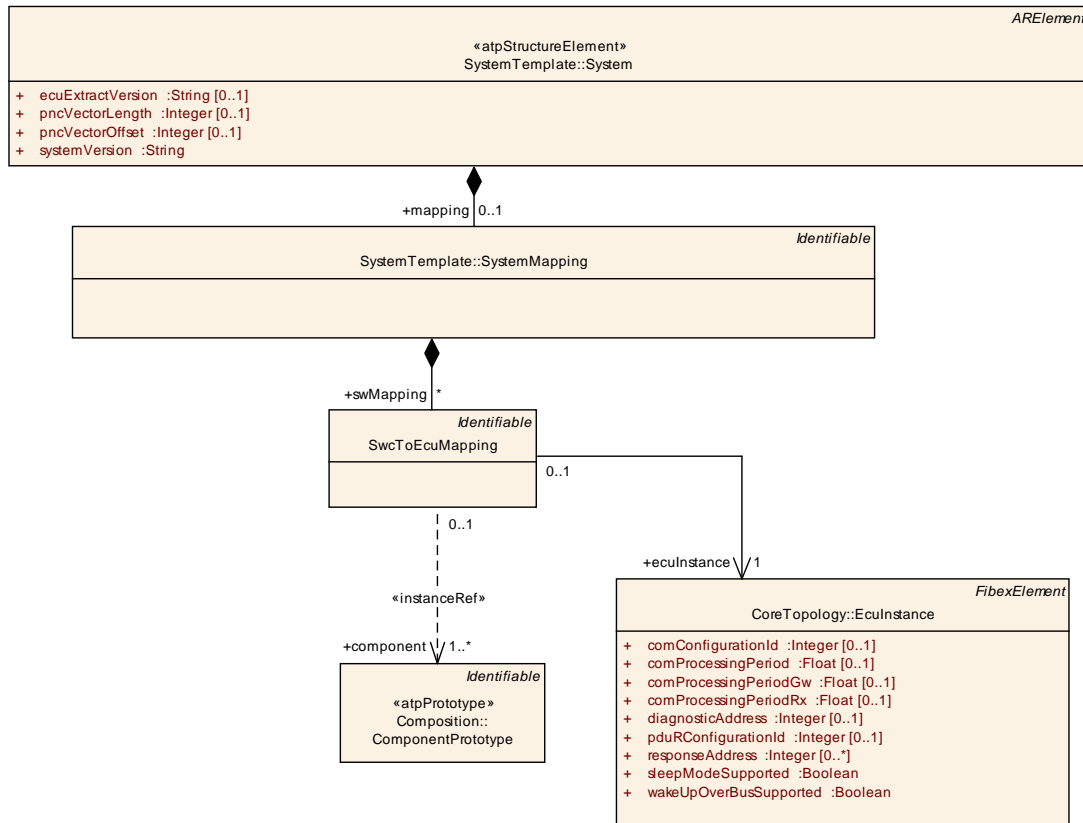 ARElement
«atpStructureElement»
SystemTemplate::System
+ ecuExtractVersion :String [0..1]
+ pncVectorLength :Integer [0..1]
+ pncVectorOffset :Integer [0..1]
+ systemVersion :String
+mapping 0..1
Identifiable
SystemTemplate::SystemMapping
+swMapping *
Identifiable
SwcToEcuMapping
0..1
0..1
«instanceRef»
+component 1..*
+ecuInstance 1
Identifiable
«atpPrototype»
Composition::
ComponentPrototype
FibexElement
CoreTopology::EcuInstance
+ comConfigurationId :Integer [0..1]
+ comProcessingPeriod :Float [0..1]
+ comProcessingPeriodGw :Float [0..1]
+ comProcessingPeriodRx :Float [0..1]
+ diagnosticAddress :Integer [0..1]
+ pduRConfigurationId :Integer [0..1]
+ responseAddress :Integer [0..*]
+ sleepModeSupported :Boolean
+ wakeUpOverBusSupported :Boolean